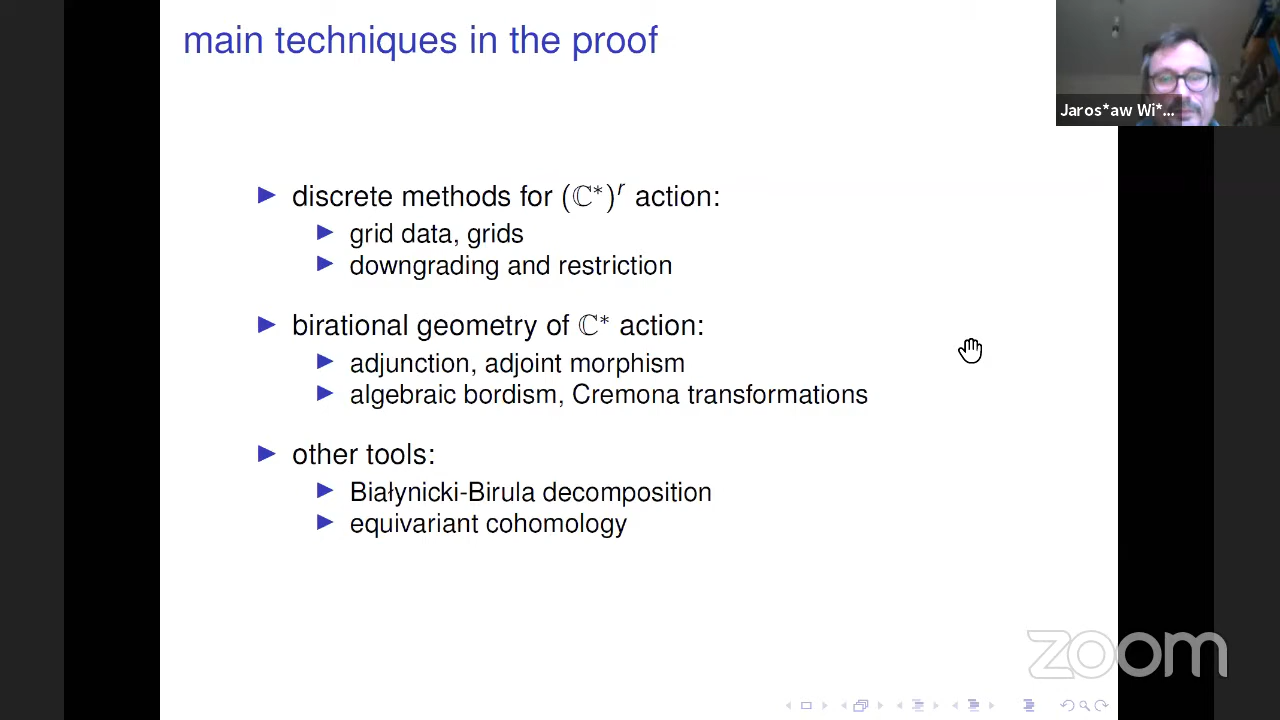 main techniques in the proof
Jaros*aw Wi*...
▶ discrete methods for (ℂ*)^r action:
▶ grid data, grids
▶ downgrading and restriction
▶ birational geometry of ℂ* action:
▶ adjunction, adjoint morphism
▶ algebraic bordism, Cremona transformations
▶ other tools:
▶ Białynicki-Birula decomposition
▶ equivariant cohomology
zoom